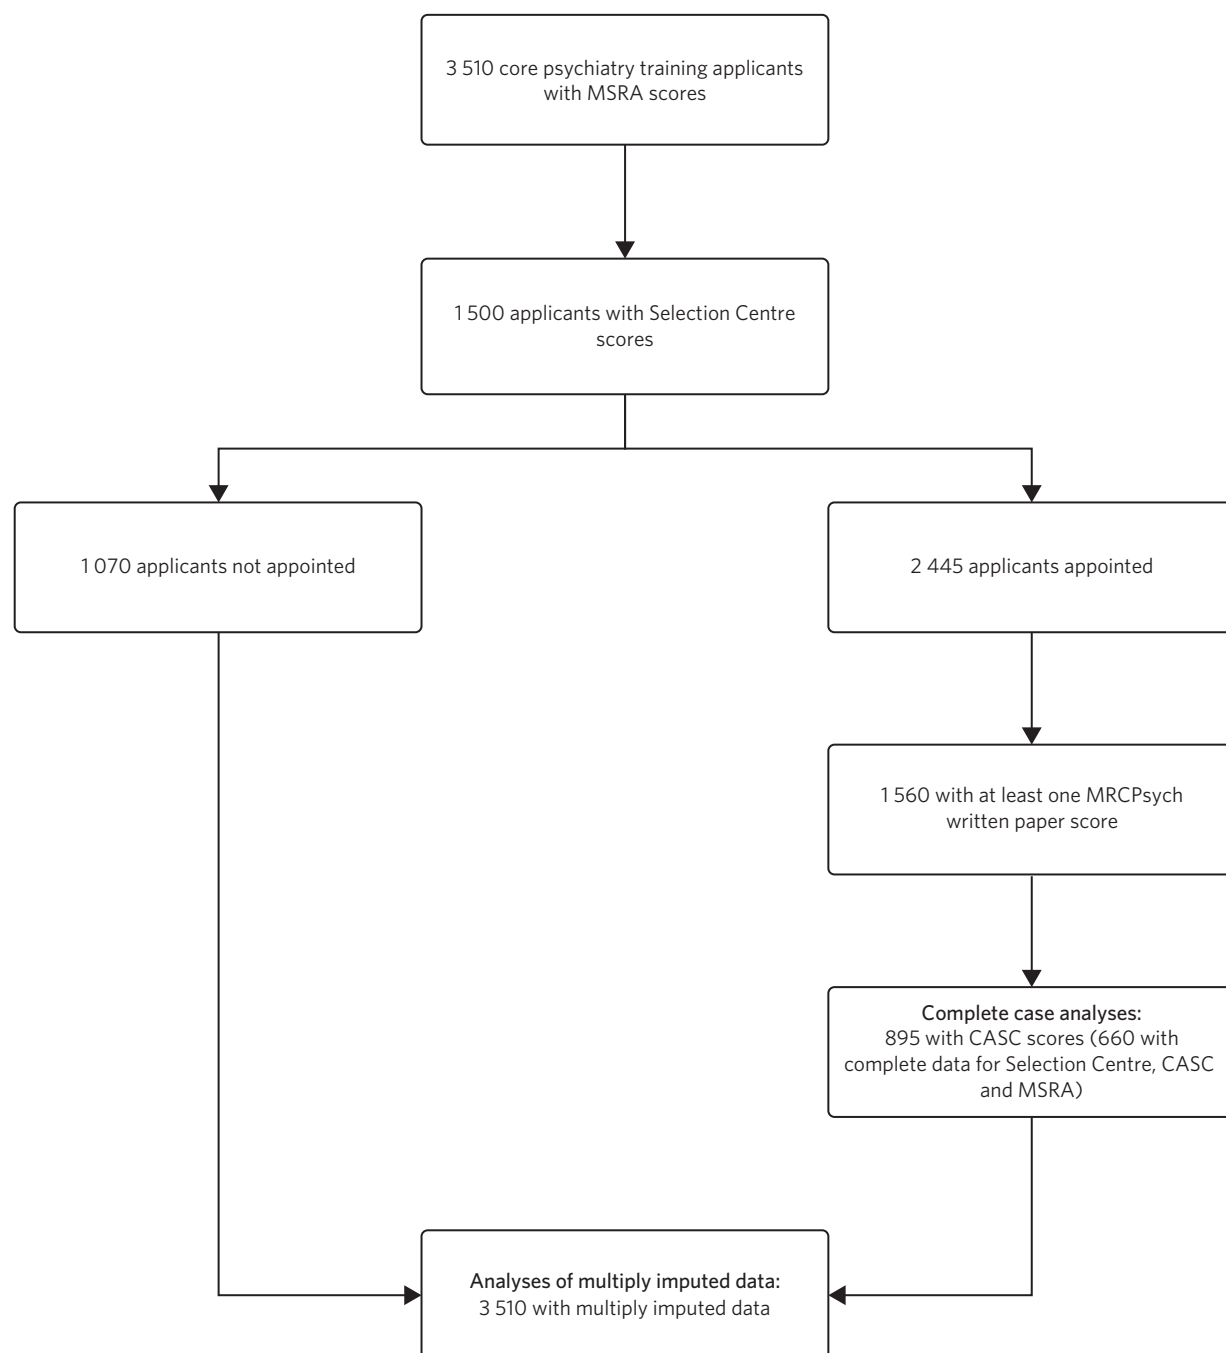 3 510 core psychiatry training applicants
with MSRA scores
1 500 applicants with Selection Centre
scores
1 070 applicants not appointed
2 445 applicants appointed
1 560 with at least one MRCPsych
written paper score
Complete case analyses:
895 with CASC scores (660 with
complete data for Selection Centre, CASC
and MSRA)
Analyses of multiply imputed data:
3 510 with multiply imputed data